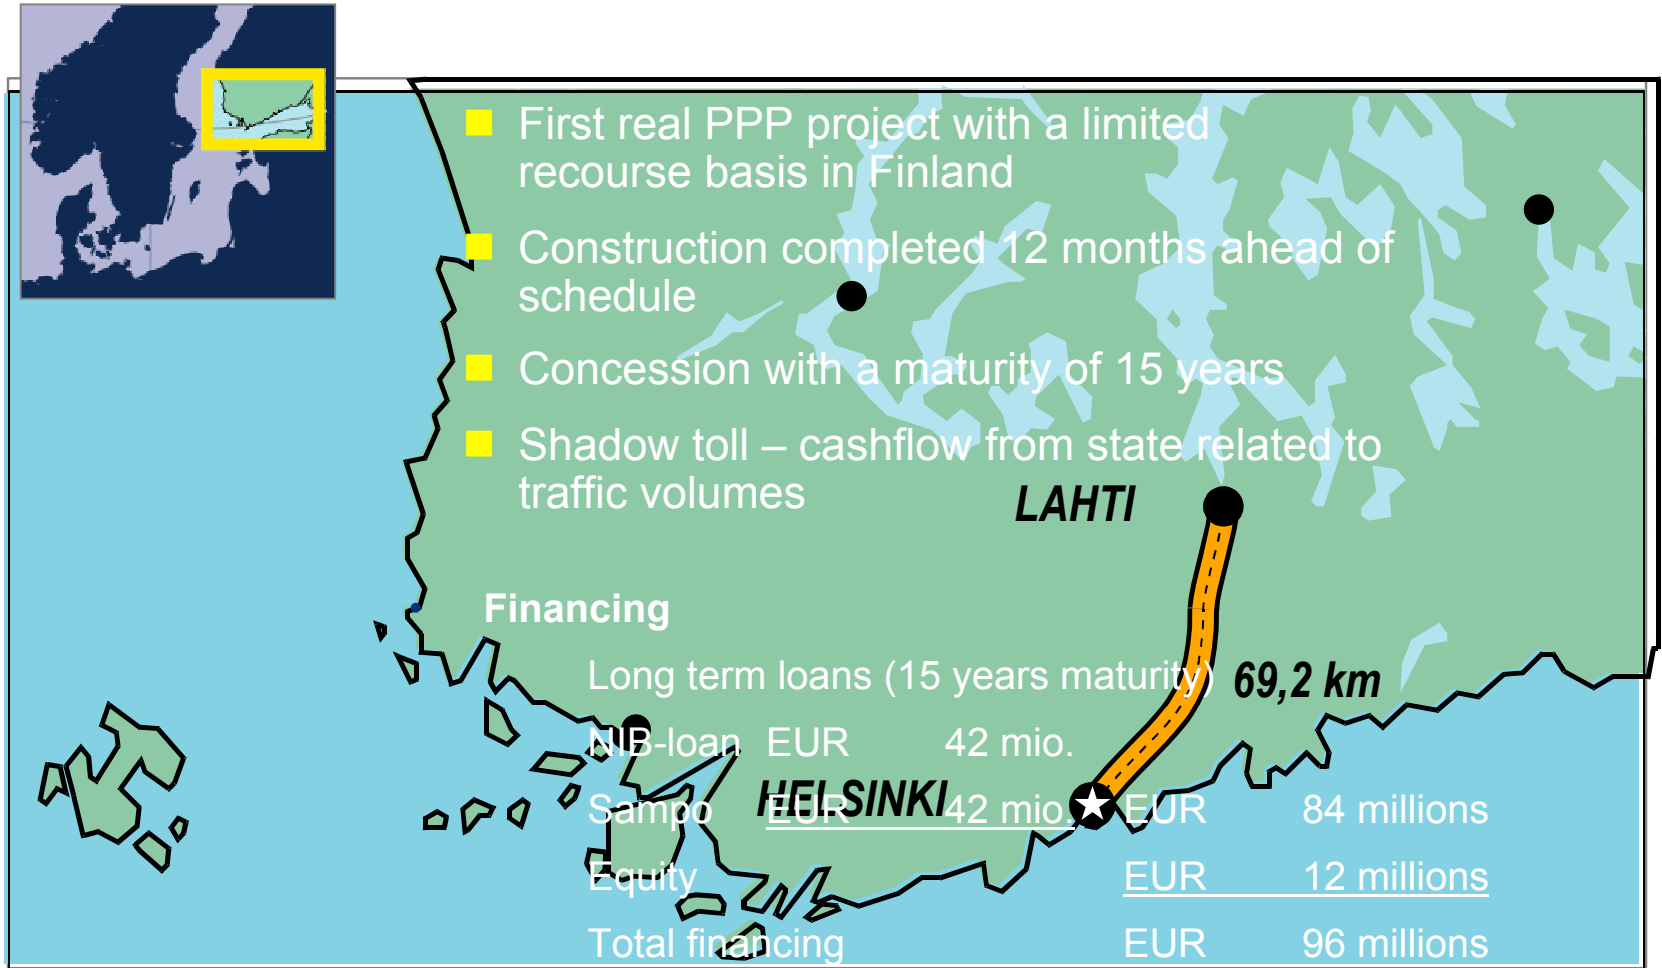 First real PPP project with a limited
recourse basis in Finland
Construction completed 12 months ahead of
schedule
Concession with a maturity of 15 years
Shadow toll – cashflow from state related to
traffic volumes
LAHTI
Financing
Long term loans (15 years maturity)
69,2 km
NIB-loan EUR 42 mio.
HELSINKI
Sampo EUR 42 mio. EUR 84 millions
Equity EUR 12 millions
Total financing EUR 96 millions